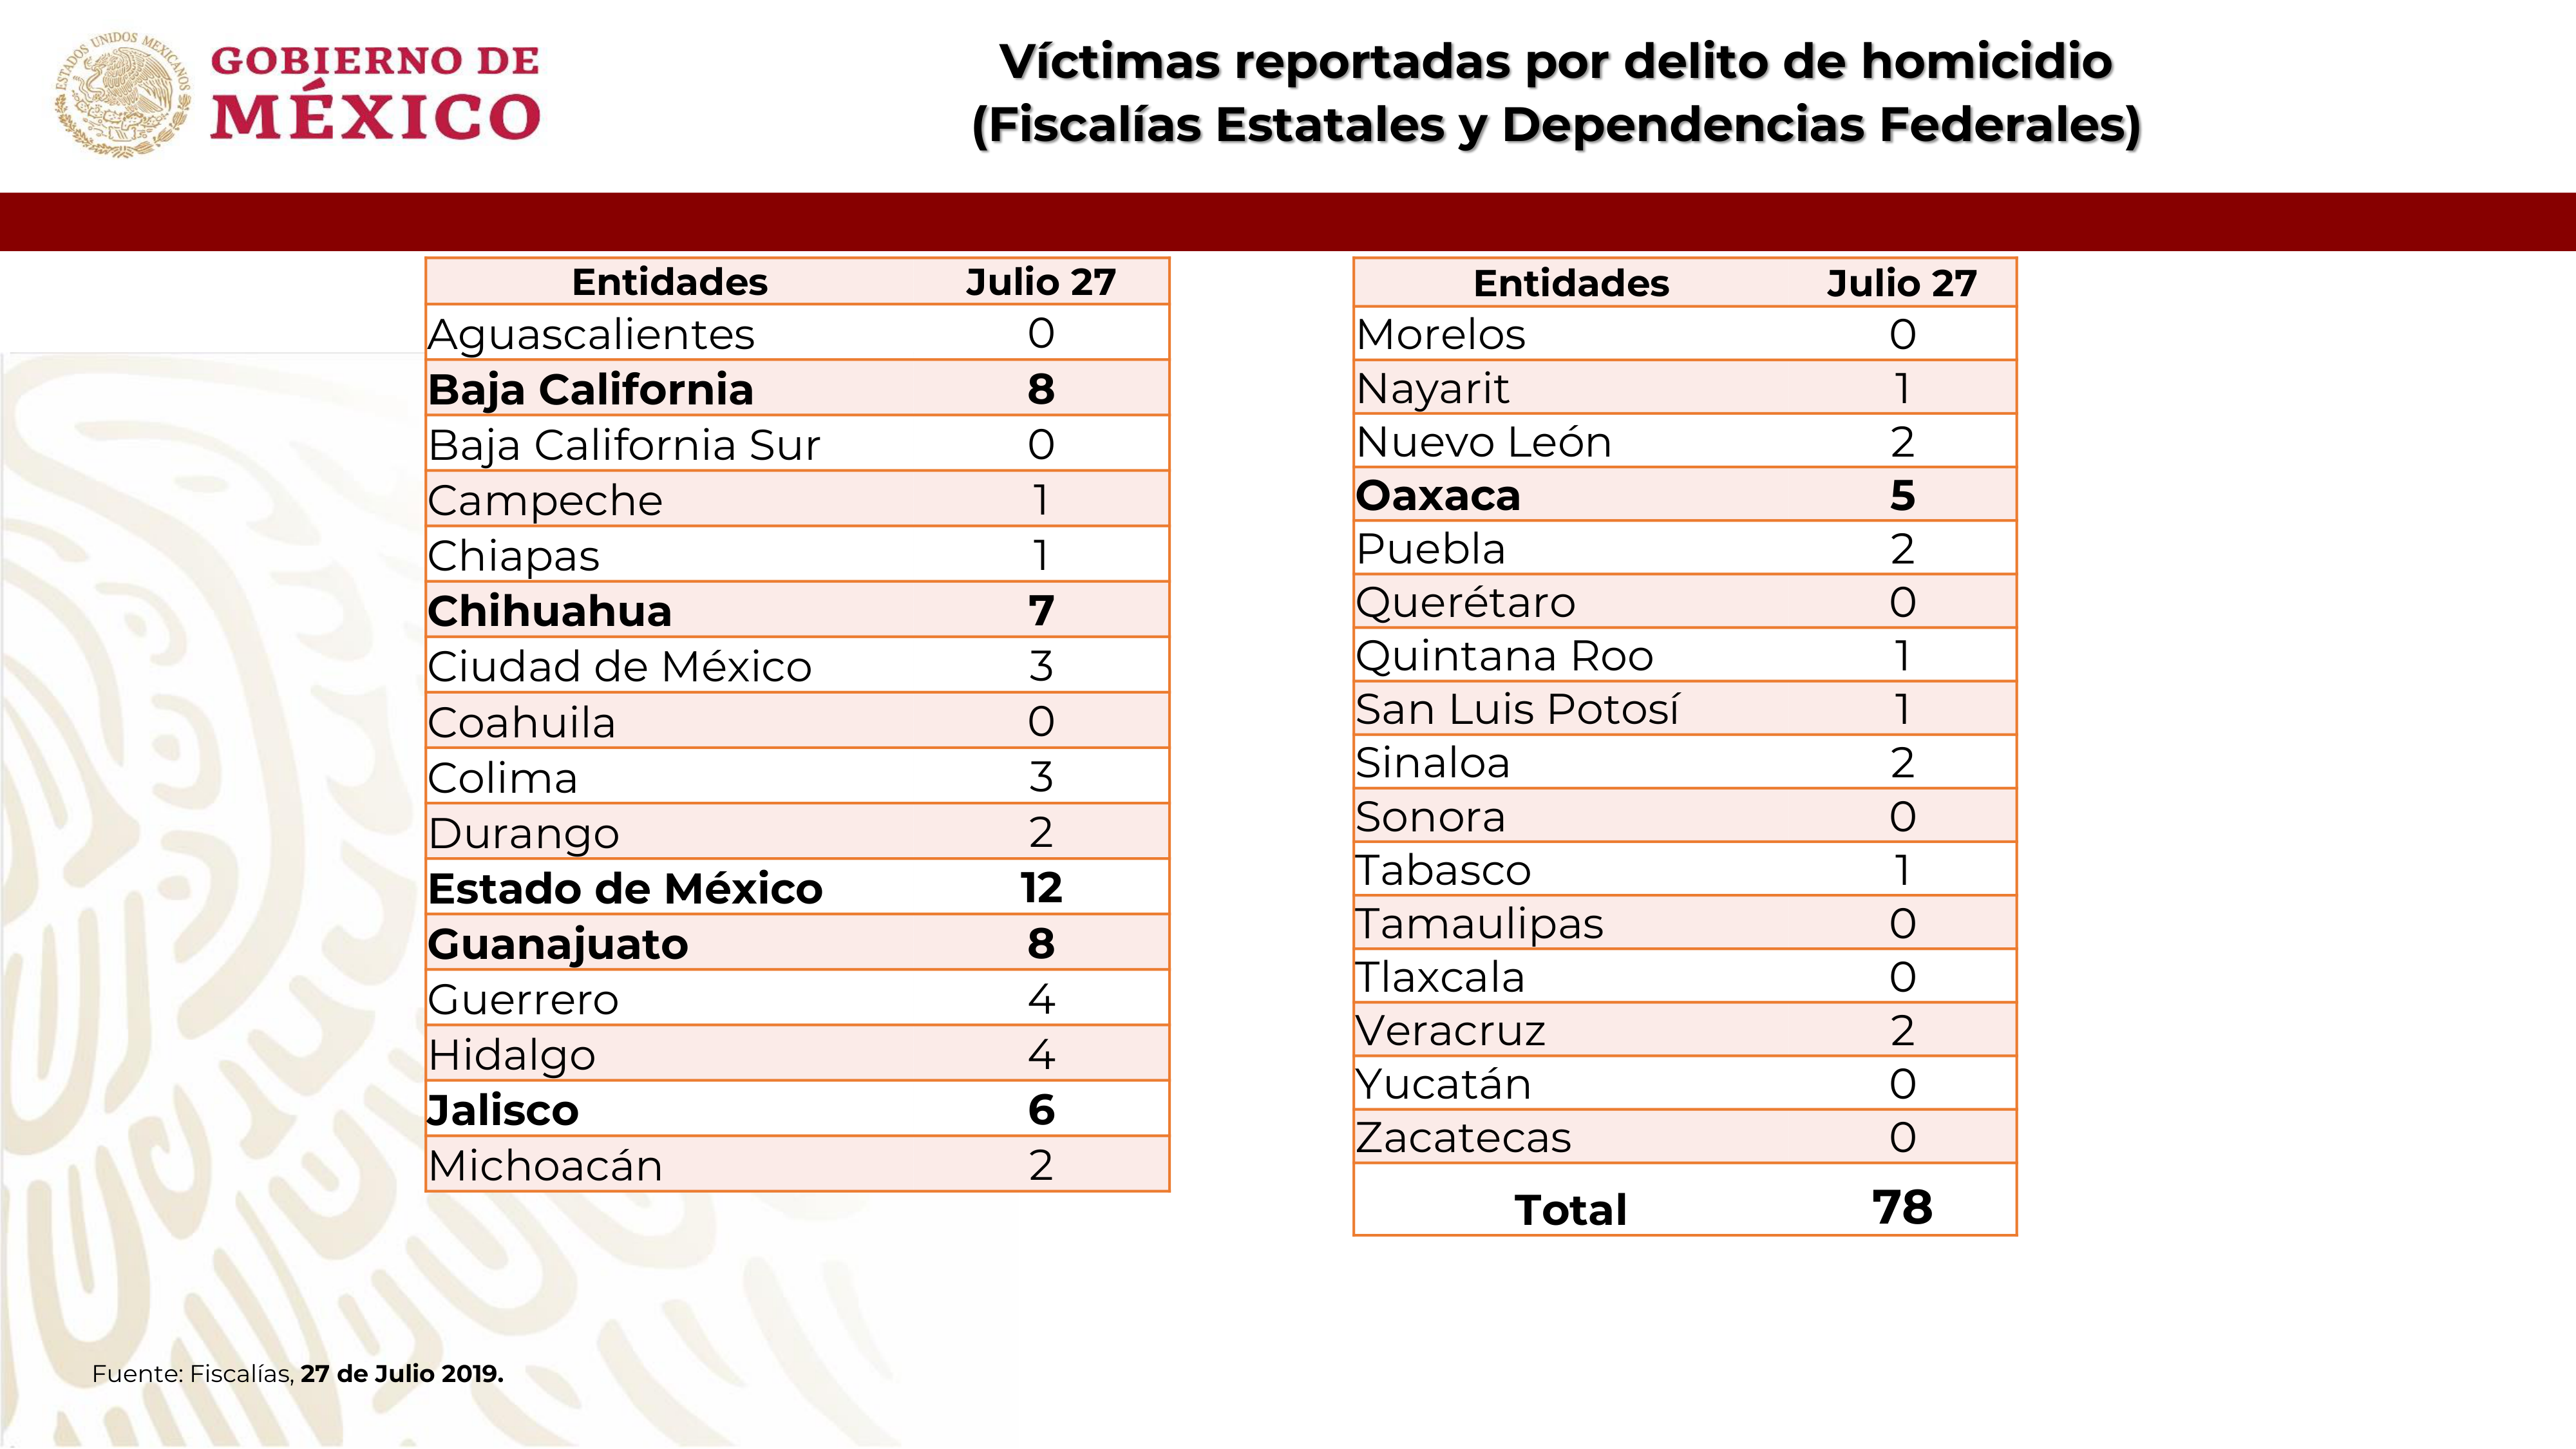 ESTADOS UNIDOS MEXICANOS
GOBIERNO DE
MÉXICO
Víctimas reportadas por delito de homicidio
(Fiscalías Estatales y Dependencias Federales)
Entidades Julio 27
Aguascalientes 0
Baja California 8
Baja California Sur 0
Campeche 1
Chiapas 1
Chihuahua 7
Ciudad de México 3
Coahuila 0
Colima 3
Durango 2
Estado de México 12
Guanajuato 8
Guerrero 4
Hidalgo 4
Jalisco 6
Michoacán 2
Entidades Julio 27
Morelos 0
Nayarit 1
Nuevo León 2
Oaxaca 5
Puebla 2
Querétaro 0
Quintana Roo 1
San Luis Potosí 1
Sinaloa 2
Sonora 0
Tabasco 1
Tamaulipas 0
Tlaxcala 0
Veracruz 2
Yucatán 0
Zacatecas 0
Total 78
Fuente: Fiscalías, 27 de Julio 2019.